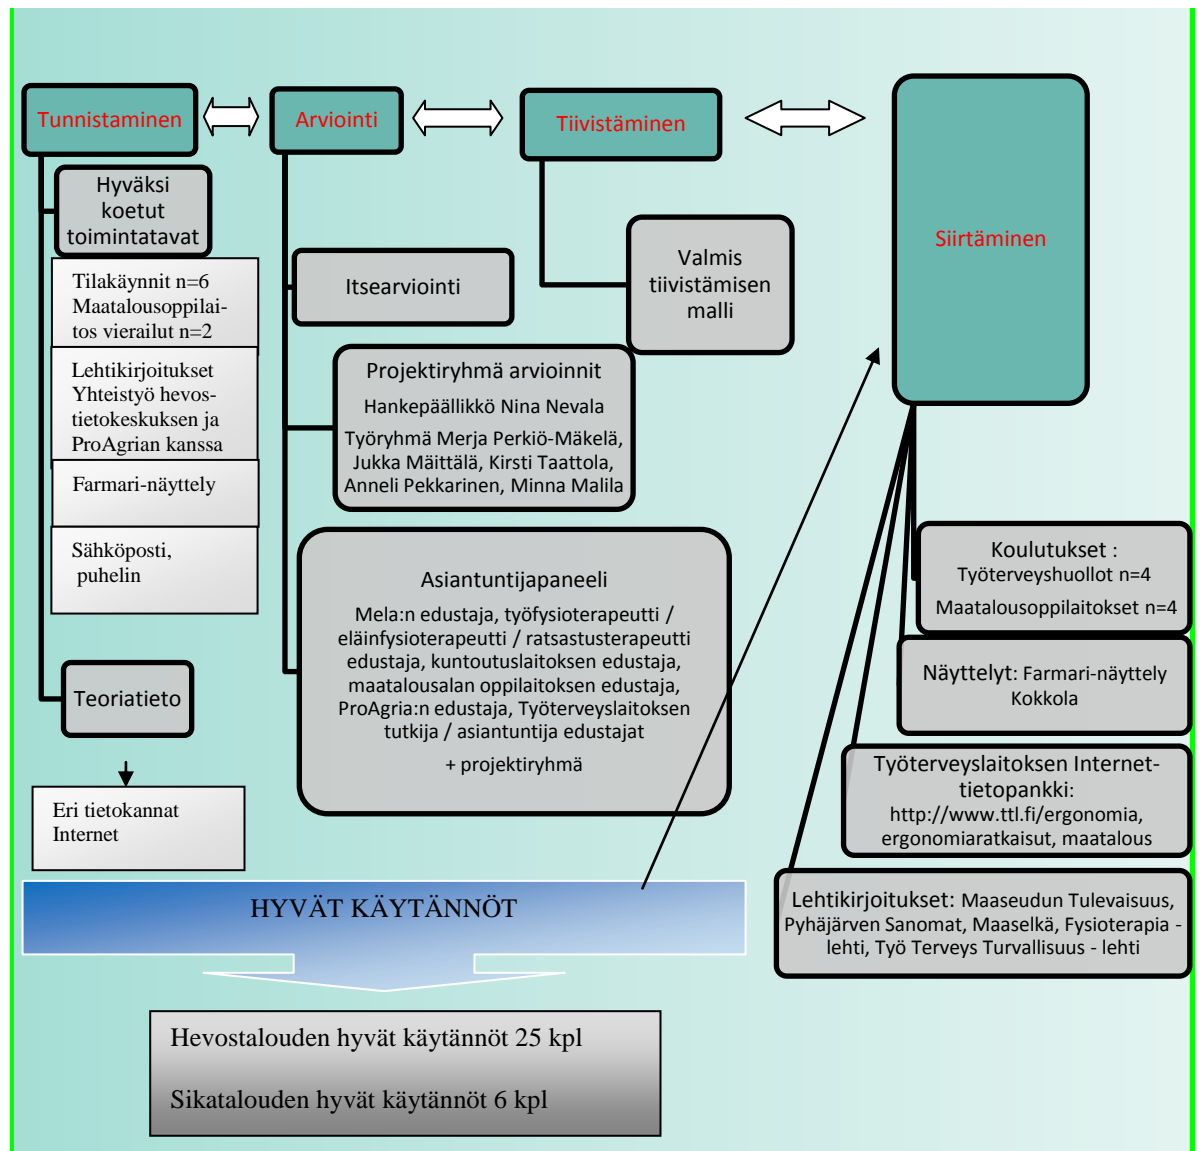 Tunnistaminen
Hyväksi
koetut
toimintatavat
Tilakäynnit n=6
Maatalousoppilai-
tos vierailut n=2
Lehtikirjoitukset
Yhteistyö hevos-
tietokeskuksen ja
ProAgrian kanssa
Farmari-näyttely
Sähköposti,
puhelin
Teoriatieto
Eri tietokannat
Internet
Arviointi
Itsearviointi
Projektiryhmä arvioinnit
Hankepäällikkö Nina Nevala
Työryhmä Merja Perkiö-Mäkelä,
Jukka Mäittälä, Kirsti Taattola,
Anneli Pekkarinen, Minna Malila
Asiantuntijapaneeli
Mela:n edustaja, työfysioterapeutti /
eläinfysioterapeutti / ratsastusterapeutti
edustaja, kuntoutuslaitoksen edustaja,
maatalousalan oppilaitoksen edustaja,
ProAgria:n edustaja, Työterveyslaitoksen
tutkija / asiantuntija edustajat
+ projektiryhmä
Tiivistäminen
Valmis
tiivistämisen
malli
Siirtäminen
Koulutukset :
Työterveyshuollot n=4
Maatalousoppilaitokset n=4
Näyttelyt: Farmari-näyttely
Kokkola
Työterveyslaitoksen Internet-
tietopankki:
http://www.ttl.fi/ergonomia,
ergonomiaratkaisut, maatalous
Lehtikirjoitukset: Maaseudun Tulevaisuus,
Pyhäjärven Sanomat, Maaselkä, Fysioterapia -
lehti, Työ Terveys Turvallisuus - lehti
HYVÄT KÄYTÄNNÖT
Hevostalouden hyvät käytännöt 25 kpl
Sikatalouden hyvät käytännöt 6 kpl